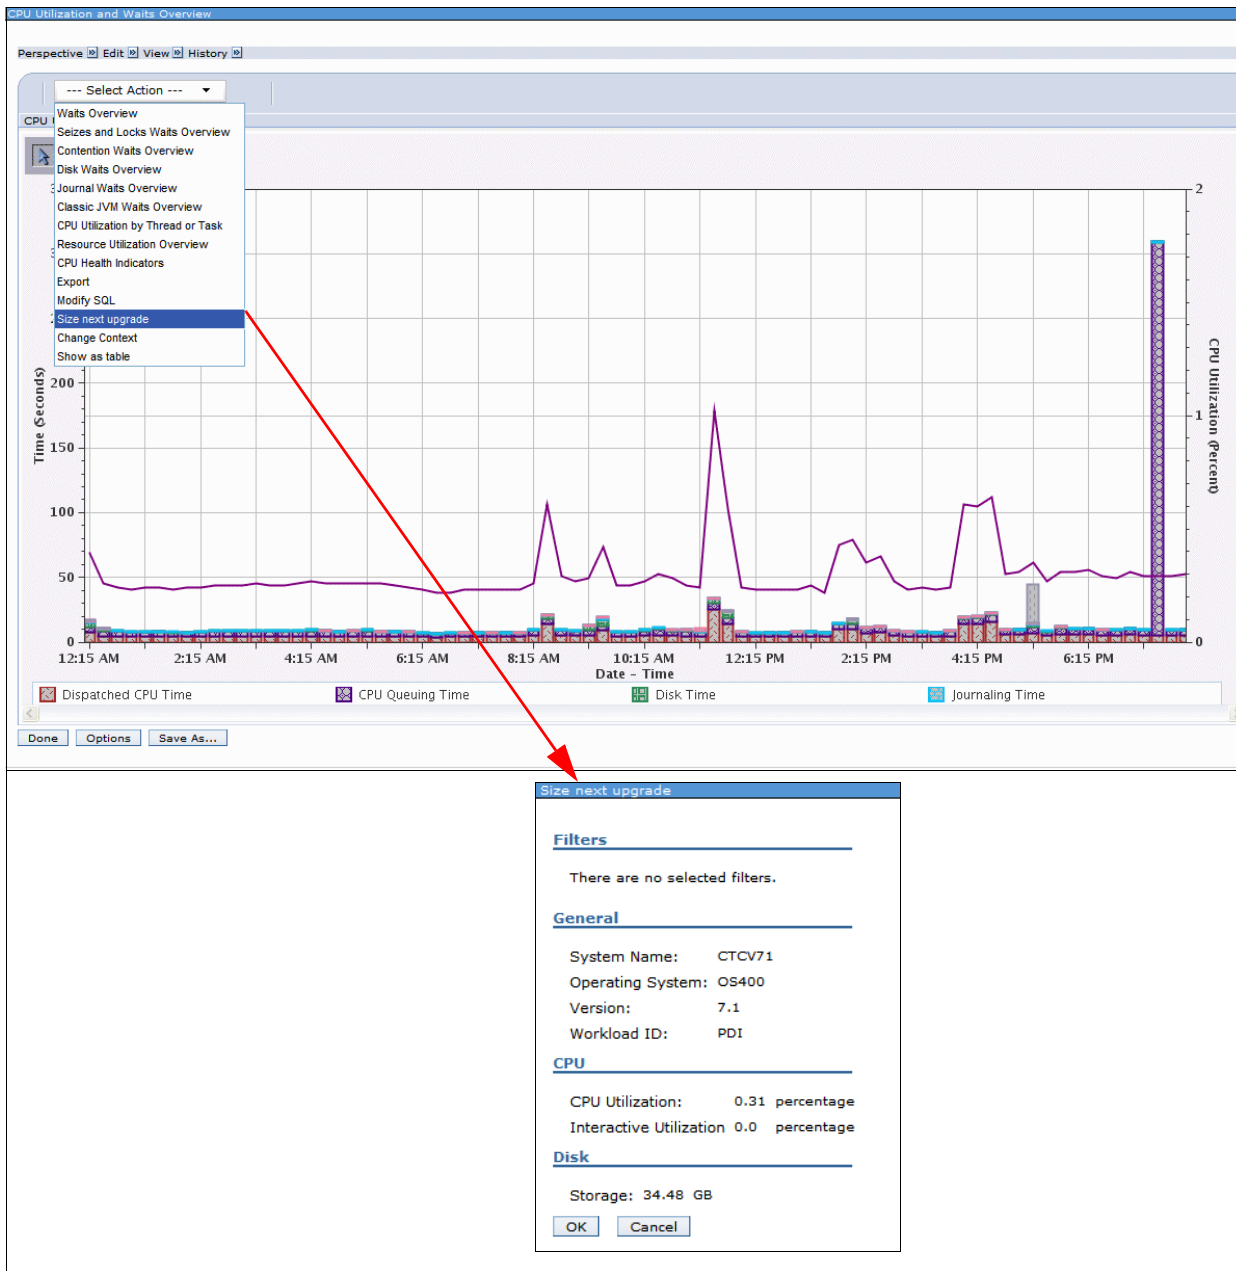 CPU Utilization and Waits Overview
Perspective Edit View History
--- Select Action ---
CPU
Waits Overview
Seizes and Locks Waits Overview
Contention Waits Overview
Disk Waits Overview
Journal Waits Overview
Classic JVM Waits Overview
CPU Utilization by Thread or Task
Resource Utilization Overview
CPU Health Indicators
Export
Modify SQL
Size next upgrade
Change Context
Show as table
200
150
100
50
0
Time (Seconds)
2
1
0
CPU Utilization (Percent)
12:15 AM 2:15 AM 4:15 AM 6:15 AM 8:15 AM 10:15 AM 12:15 PM 2:15 PM 4:15 PM 6:15 PM
Date - Time
Dispatched CPU Time CPU Queuing Time Disk Time Journaling Time
Done Options Save As...
Size next upgrade
Filters
There are no selected filters.
General
System Name: CTCV71
Operating System: OS400
Version: 7.1
Workload ID: PDI
CPU
CPU Utilization: 0.31 percentage
Interactive Utilization 0.0 percentage
Disk
Storage: 34.48 GB
OK Cancel